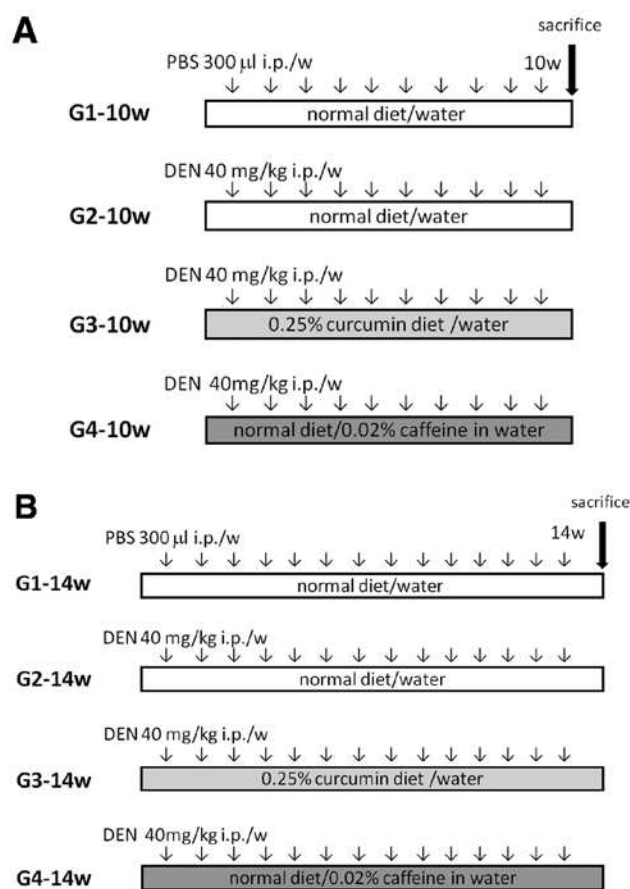 A
sacrifice
PBS 300 µl i.p./w
10w
G1-10w
normal diet/water
DEN 40 mg/kg i.p./w
G2-10w
normal diet/water
DEN 40 mg/kg i.p./w
G3-10w
0.25% curcumin diet /water
DEN 40mg/kg i.p./w
G4-10w
normal diet/0.02% caffeine in water
B
sacrifice
PBS 300 µl i.p./w
14w
G1-14w
normal diet/water
DEN 40 mg/kg i.p./w
G2-14w
normal diet/water
DEN 40 mg/kg i.p./w
G3-14w
0.25% curcumin diet /water
DEN 40mg/kg i.p./w
G4-14w
normal diet/0.02% caffeine in water